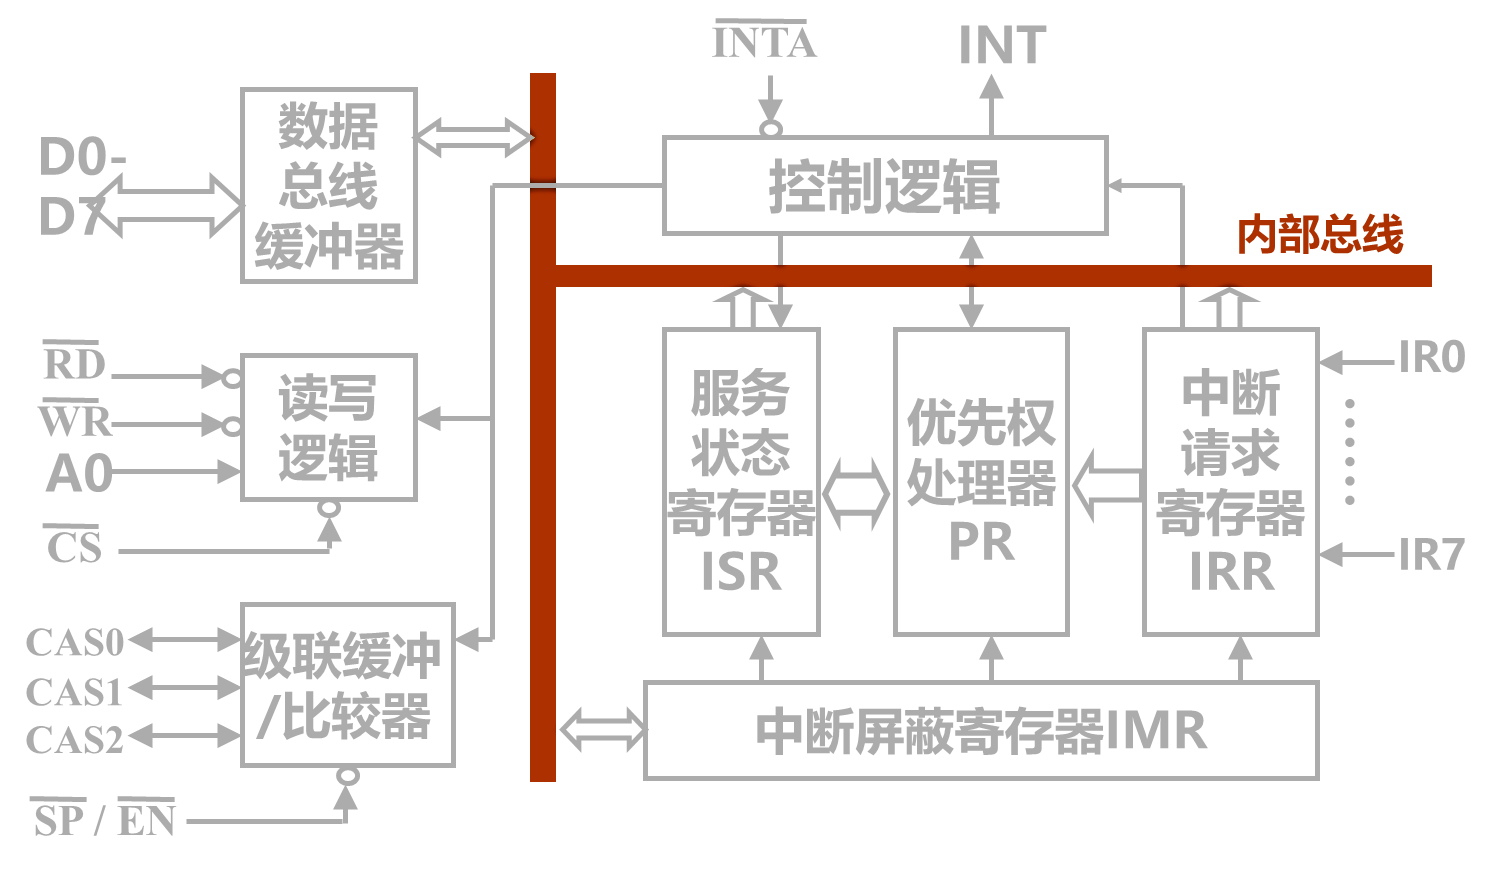 INTA
INT
D0-
D7
数据
总线
缓冲器
控制逻辑
内部总线
RD
WR
A0
CS
读写
逻辑
服务
状态
寄存器
ISR
优先权
处理器
PR
中断
请求
寄存器
IRR
IR0
IR7
CAS0
CAS1
CAS2
级联缓冲
/比较器
SP / EN
中断屏蔽寄存器IMR